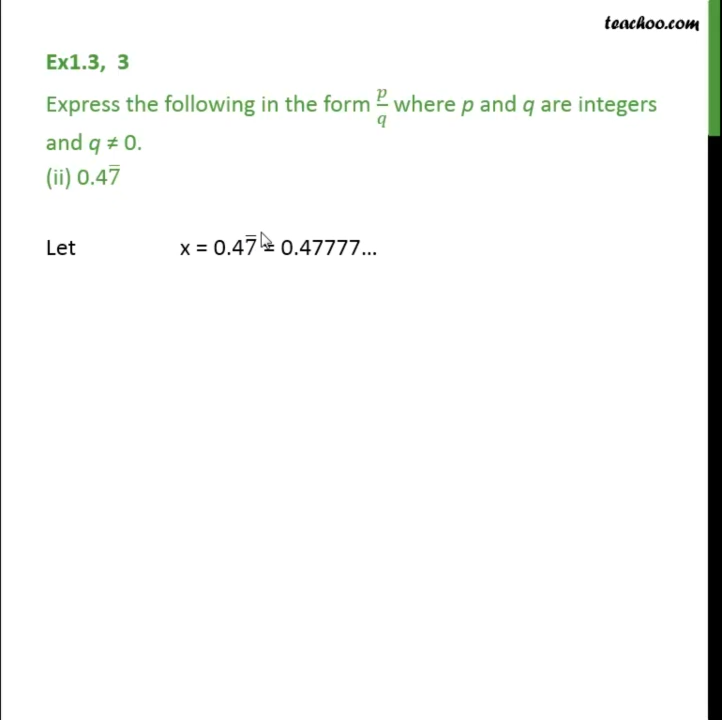 teachoo.com
Ex1.3, 3
Express the following in the form p/q where p and q are integers
and q ≠ 0.
(ii) 0.47̅
Let x = 0.47̅ = 0.47777...